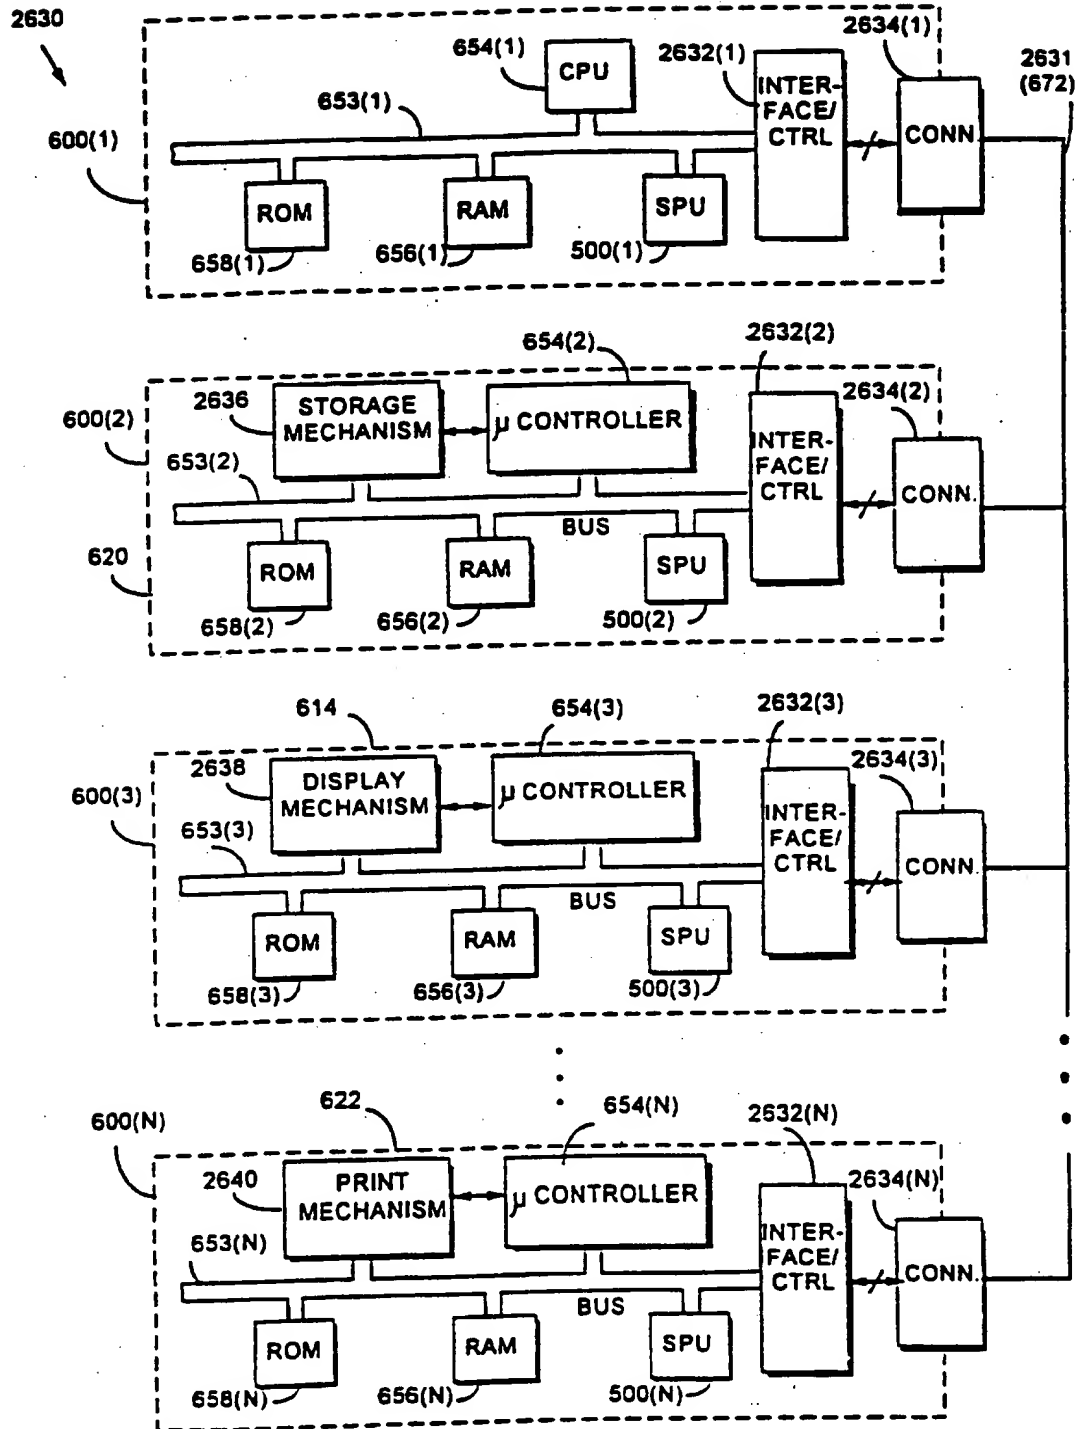 2630
654(1)
2632(1)
2634(1)
2631
(672)
CPU
INTER-
FACE/
CTRL
CONN.
653(1)
600(1)
ROM
RAM
SPU
658(1)
656(1)
500(1)
654(2)
2632(2)
2634(2)
600(2)
2636
STORAGE
MECHANISM
μ CONTROLLER
INTER-
FACE/
CTRL
CONN.
653(2)
BUS
620
ROM
RAM
SPU
658(2)
656(2)
500(2)
614
654(3)
2632(3)
2634(3)
600(3)
2638
DISPLAY
MECHANISM
μ CONTROLLER
INTER-
FACE/
CTRL
CONN.
653(3)
BUS
ROM
RAM
SPU
658(3)
656(3)
500(3)
600(N)
622
654(N)
2632(N)
2634(N)
2640
PRINT
MECHANISM
μ CONTROLLER
INTER-
FACE/
CTRL
CONN.
653(N)
BUS
ROM
RAM
SPU
658(N)
656(N)
500(N)